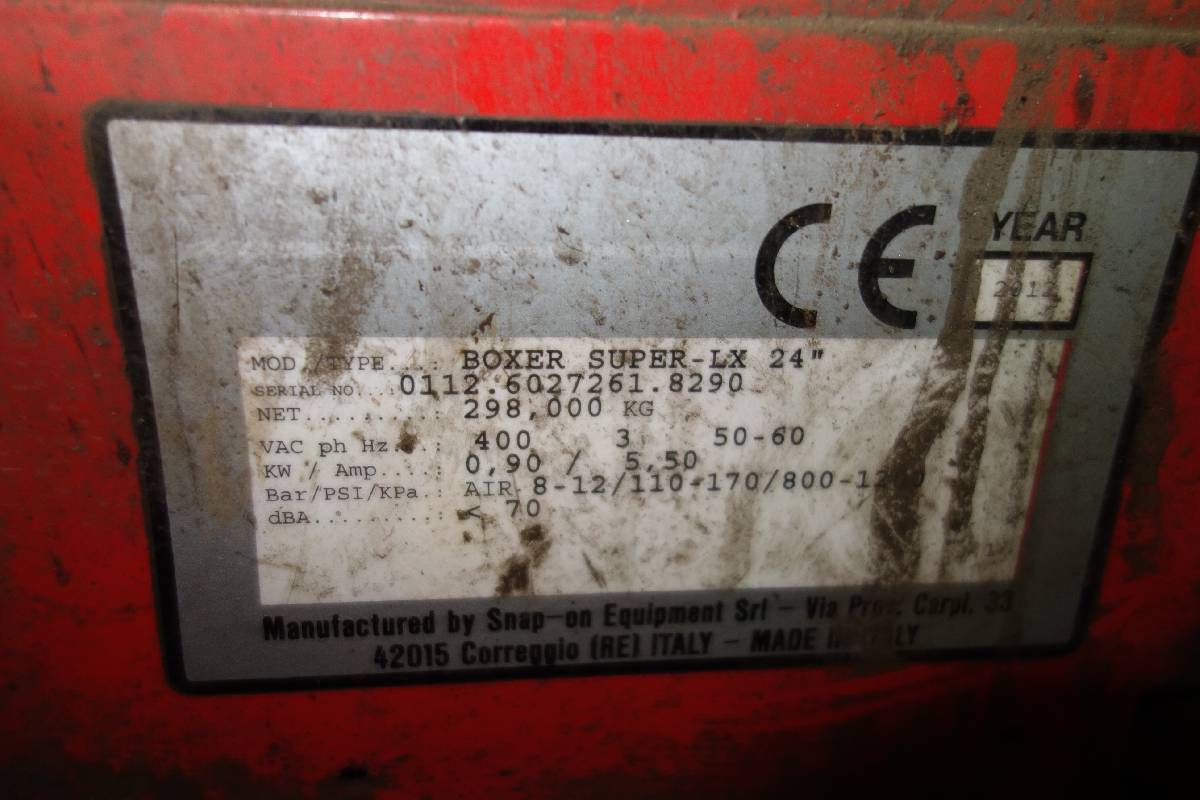 CE YEAR
2012
MOD./TYPE...: BOXER SUPER-LX 24"
SERIAL NO...: 0112.6027261.8290
NET........: 298,000 KG
VAC ph Hz...: 400 3 50-60
KW / Amp....: 0,90 / 5,50
Bar/PSI/KPa.: AIR 8-12/110-170/800-1200
dBA.........: < 70
Manufactured by Snap-on Equipment Srl - Via Prov. Carpi, 33
42015 Correggio (RE) ITALY - MADE IN ITALY